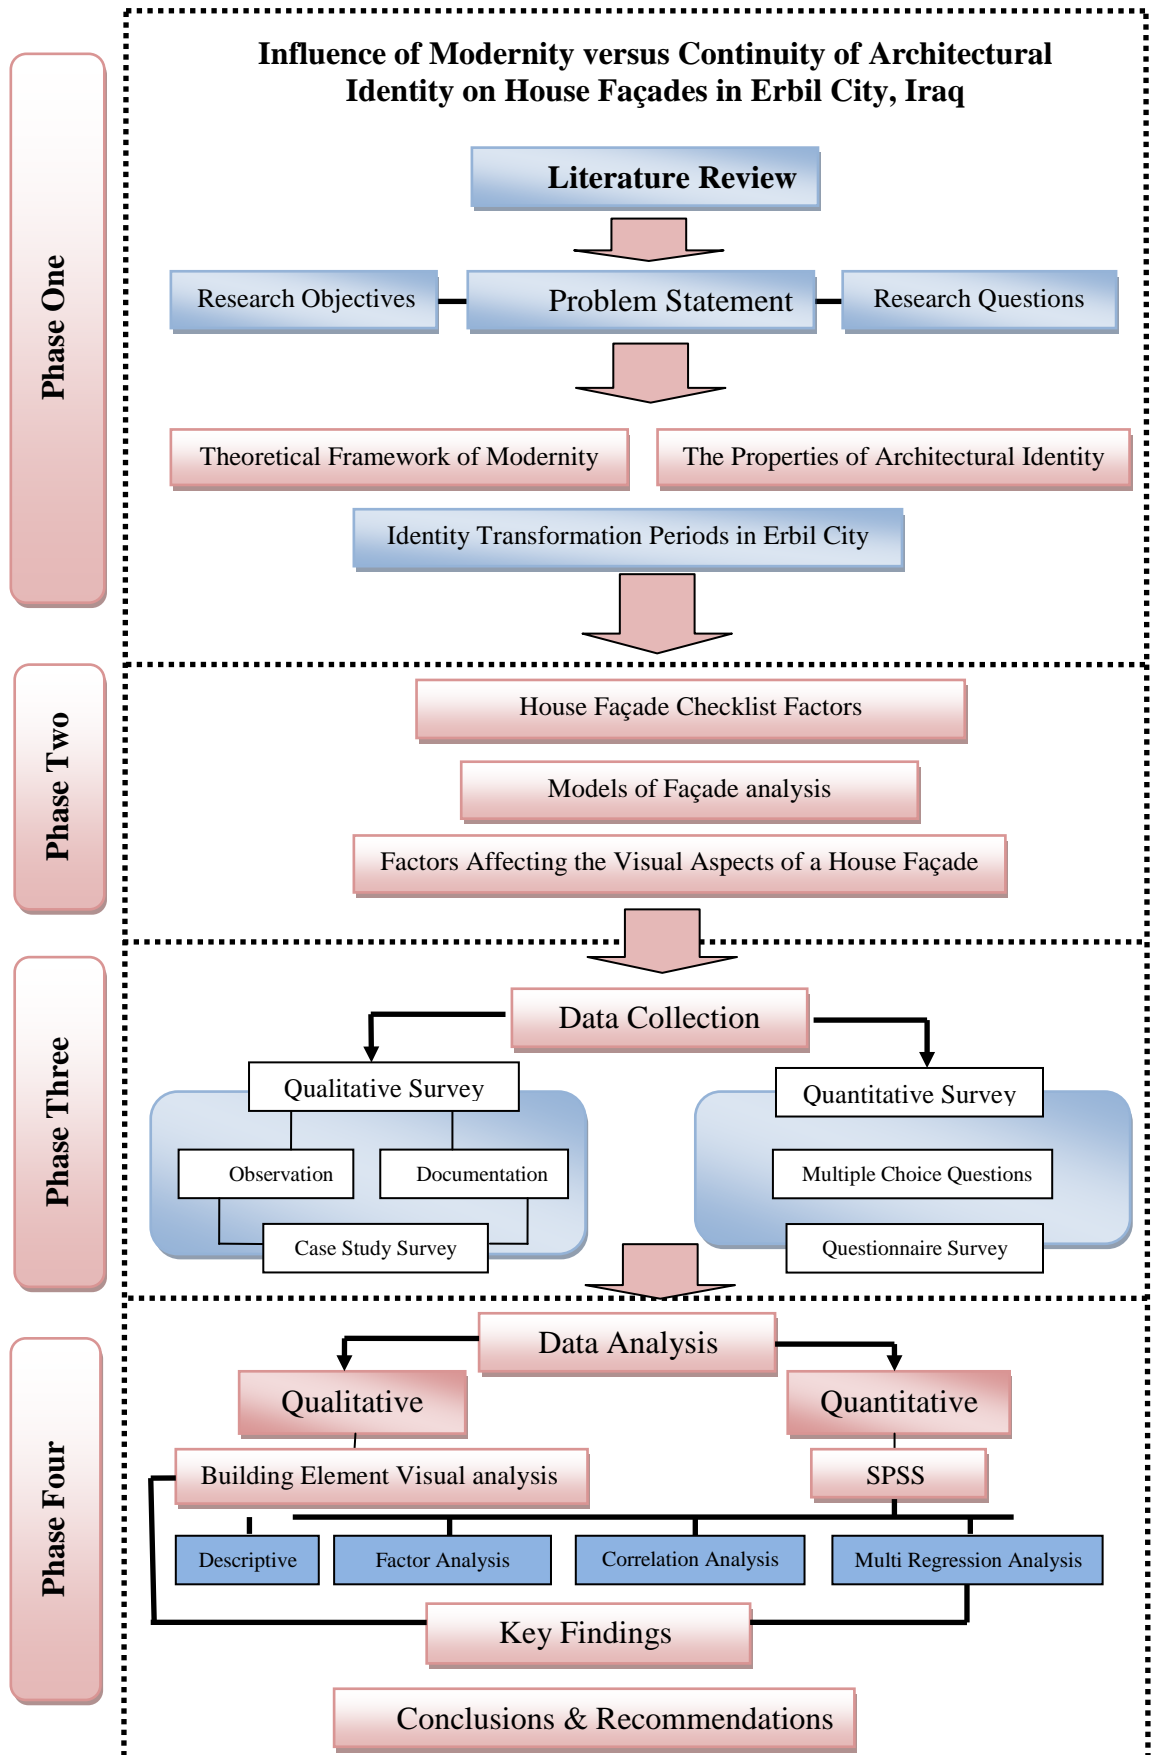 Influence of Modernity versus Continuity of Architectural
Identity on House Façades in Erbil City, Iraq
Phase One
Literature Review
Research Objectives
Problem Statement
Research Questions
Theoretical Framework of Modernity
The Properties of Architectural Identity
Identity Transformation Periods in Erbil City
Phase Two
House Façade Checklist Factors
Models of Façade analysis
Factors Affecting the Visual Aspects of a House Façade
Phase Three
Data Collection
Qualitative Survey
Quantitative Survey
Observation
Documentation
Multiple Choice Questions
Case Study Survey
Questionnaire Survey
Phase Four
Data Analysis
Qualitative
Quantitative
Building Element Visual analysis
SPSS
Descriptive
Factor Analysis
Correlation Analysis
Multi Regression Analysis
Key Findings
Conclusions & Recommendations